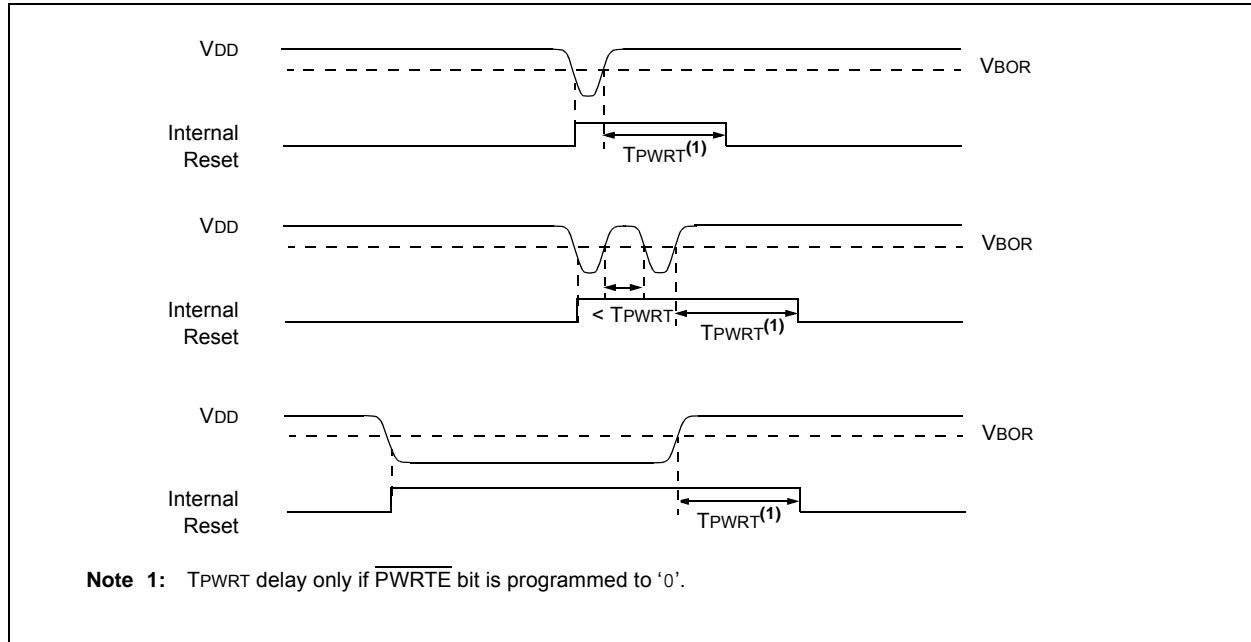 VDD
VBOR
Internal
Reset
TPWRT(1)
VDD
VBOR
Internal
Reset
< TPWRT
TPWRT(1)
VDD
VBOR
Internal
Reset
TPWRT(1)
Note 1: TPWRT delay only if PWRTE bit is programmed to ‘0’.